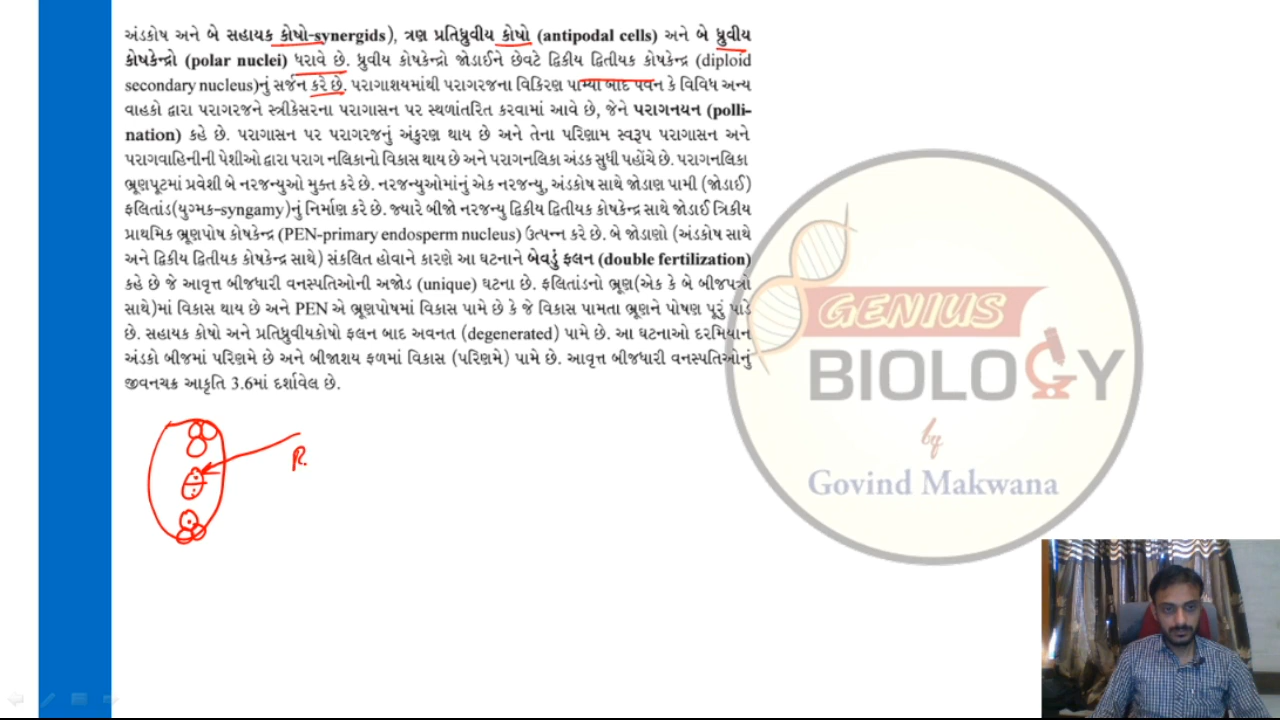 અંડકોષ અને બે સહાયક કોષો-synergids), ત્રણ પ્રતિધ્રુવીય કોષો (antipodal cells) અને બે ધ્રુવીય
કોષકેન્દ્રો (polar nuclei) ધરાવે છે. ધ્રુવીય કોષકેન્દ્રો જોડાઈને છેવટે દ્વિકીય દ્વિતીયક કોષકેન્દ્ર (diploid
secondary nucleus)નું સર્જન કરે છે. પરાગાશયમાંથી પરાગરજના વિકિરણ પામ્યા બાદ પવન કે વિવિધ અન્ય
વાહકો દ્વારા પરાગરજને સ્ત્રીકેસરના પરાગાસન પર સ્થળાંતરિત કરવામાં આવે છે, જેને પરાગનયન (polli-
nation) કહે છે. પરાગાસન પર પરાગરજનું અંકુરણ થાય છે અને તેના પરિણામ સ્વરૂપ પરાગાસન અને
પરાગવાહિનીની પેશીઓ દ્વારા પરાગ નલિકાનો વિકાસ થાય છે અને પરાગનલિકા અંડક સુધી પહોંચે છે. પરાગનલિકા
ભ્રૂણપૂટમાં પ્રવેશી બે નરજન્યુઓ મુક્ત કરે છે. નરજન્યુઓમાંનું એક નરજન્યુ, અંડકોષ સાથે જોડાણ પામી (જોડાઈ)
ફલિતાંડ(યુગ્મક-syngamy)નું નિર્માણ કરે છે. જ્યારે બીજો નરજન્યુ દ્વિકીય દ્વિતીયક કોષકેન્દ્ર સાથે જોડાઈ ત્રિકીય
પ્રાથમિક ભ્રૂણપોષ કોષકેન્દ્ર (PEN-primary endosperm nucleus) ઉત્પન્ન કરે છે. બે જોડાણો (અંડકોષ સાથે
અને દ્વિકીય દ્વિતીયક કોષકેન્દ્ર સાથે) સંકલિત હોવાને કારણે આ ઘટનાને બેવડું ફલન (double fertilization)
કહે છે જે આવૃત્ત બીજધારી વનસ્પતિઓની અજોડ (unique) ઘટના છે. ફલિતાંડનો ભ્રૂણ(એક કે બે બીજપત્રો
સાથે)માં વિકાસ થાય છે અને PEN એ ભ્રૂણપોષમાં વિકાસ પામે છે કે જે વિકાસ પામતા ભ્રૂણને પોષણ પૂરું પાડે
છે. સહાયક કોષો અને પ્રતિધ્રુવીયકોષો ફલન બાદ અવનત (degenerated) પામે છે. આ ઘટનાઓ દરમિયાન
અંડકો બીજમાં પરિણમે છે અને બીજાશય ફળમાં વિકાસ (પરિણમે) પામે છે. આવૃત્ત બીજધારી વનસ્પતિઓનું
જીવનચક્ર આકૃતિ 3.6માં દર્શાવેલ છે.
P.
GENIUS
BIOLOGY
by
Govind Makwana